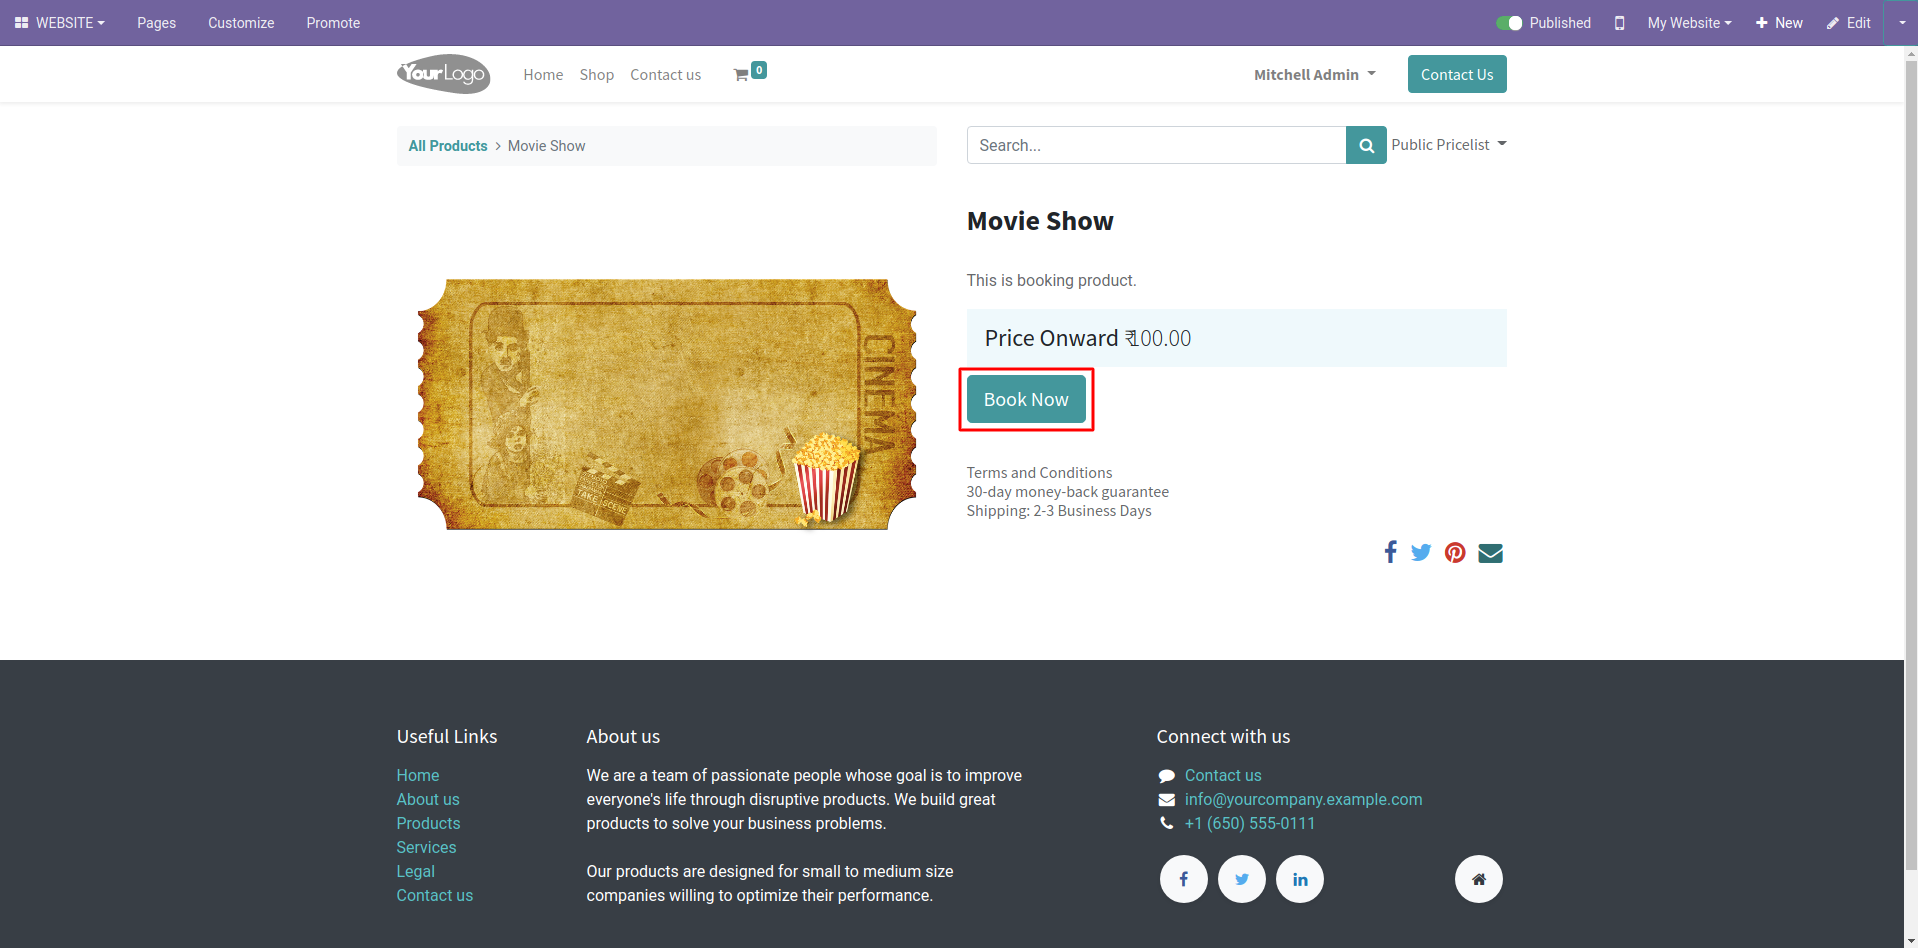 WEBSITE Pages Customize Promote Published My Website New Edit
YourLogo Home Shop Contact us 0 Mitchell Admin Contact Us
All Products > Movie Show
Search... Public Pricelist
Movie Show
This is booking product.
Price Onward ₹100.00
Book Now
CINEMA
TAKE SCENE
Terms and Conditions
30-day money-back guarantee
Shipping: 2-3 Business Days
Useful Links
Home
About us
Products
Services
Legal
Contact us
About us
We are a team of passionate people whose goal is to improve
everyone's life through disruptive products. We build great
products to solve your business problems.
Our products are designed for small to medium size
companies willing to optimize their performance.
Connect with us
Contact us
info@yourcompany.example.com
+1 (650) 555-0111